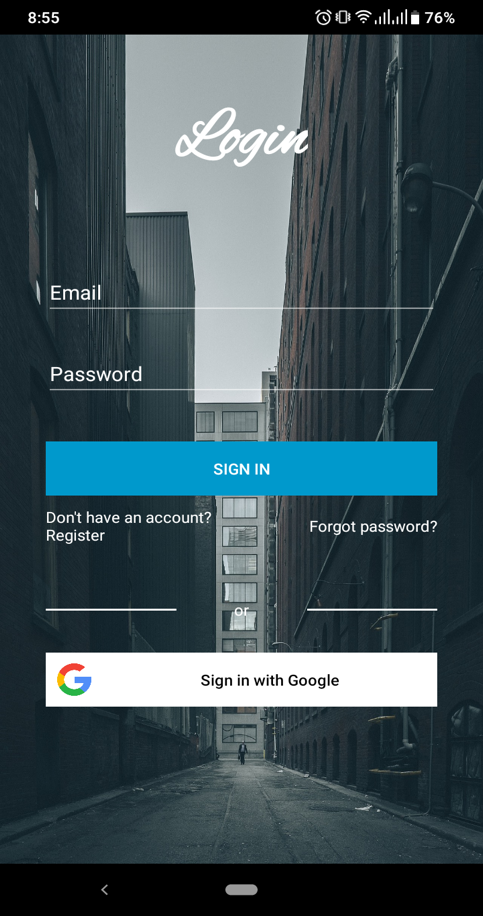 8:55 76%
Login
Email
Password
SIGN IN
Don't have an account?
Register
Forgot password?
or
Sign in with Google